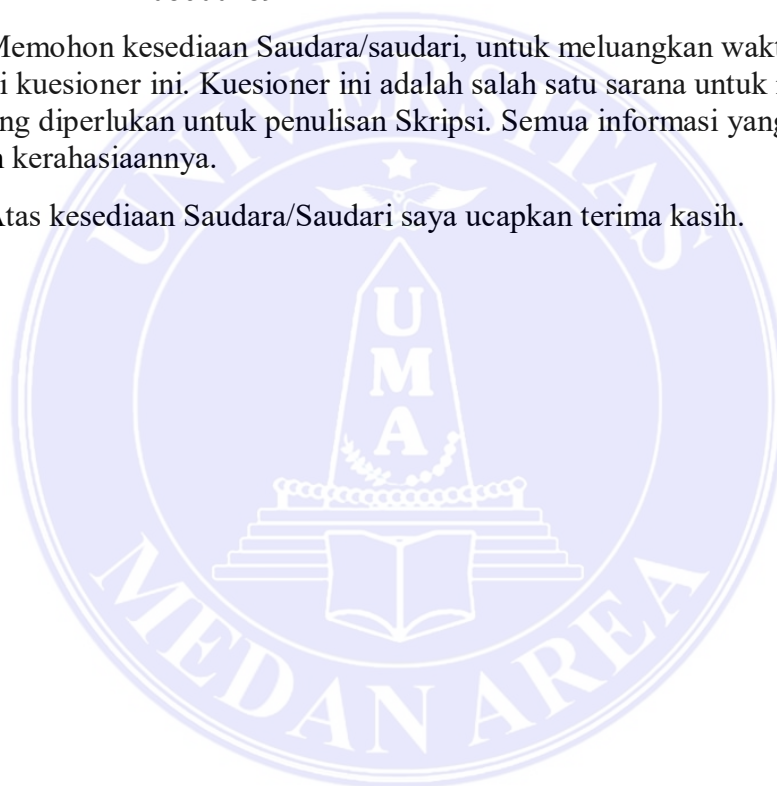 Memohon kesediaan Saudara/saudari, untuk meluangkan
i kuesioner ini. Kuesioner ini adalah salah satu sarana untuk
ng diperlukan untuk penulisan Skripsi. Semua informasi yang
n kerahasiaannya.
Atas kesediaan Saudara/Saudari saya ucapkan terima kasih.
UNIVERSITAS
U
M
A
MEDAN AREA